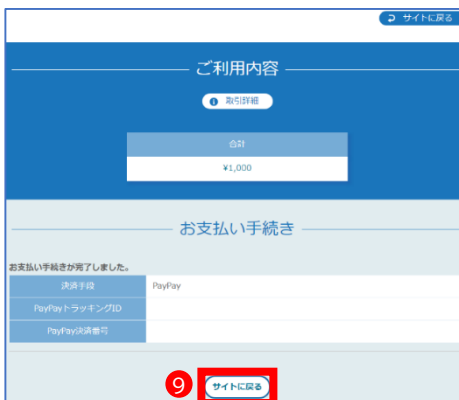 サイトに戻る
ご利用内容
取引詳細
合計
¥1,000
お支払い手続き
お支払い手続きが完了しました。
決済手段 PayPay
PayPayトラッキングID
PayPay決済番号
9 サイトに戻る